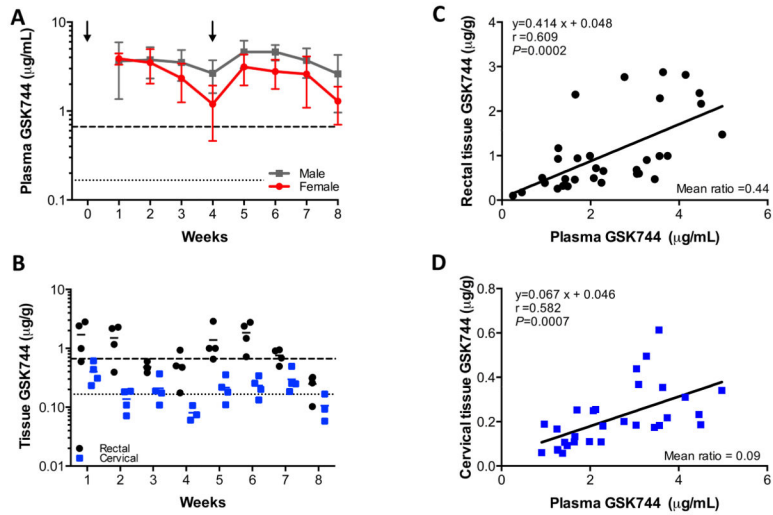 A
Plasma GSK744 (µg/mL)
10
1
0.1
Male
Female
0 1 2 3 4 5 6 7 8
Weeks
B
Tissue GSK744 (µg/g)
10
1
0.10
0.01
Rectal
Cervical
1 2 3 4 5 6 7 8
Weeks
C
Rectal tissue GSK744 (µg/g)
y=0.414 x + 0.048
r =0.609
P=0.0002
4
3
2
1
0
Mean ratio =0.44
0 2 4 6
Plasma GSK744 (µg/mL)
D
Cervical tissue GSK744 (µg/g)
y=0.067 x + 0.046
r =0.582
P=0.0007
0.8
0.6
0.4
0.2
0.0
Mean ratio = 0.09
0 2 4 6
Plasma GSK744 (µg/mL)